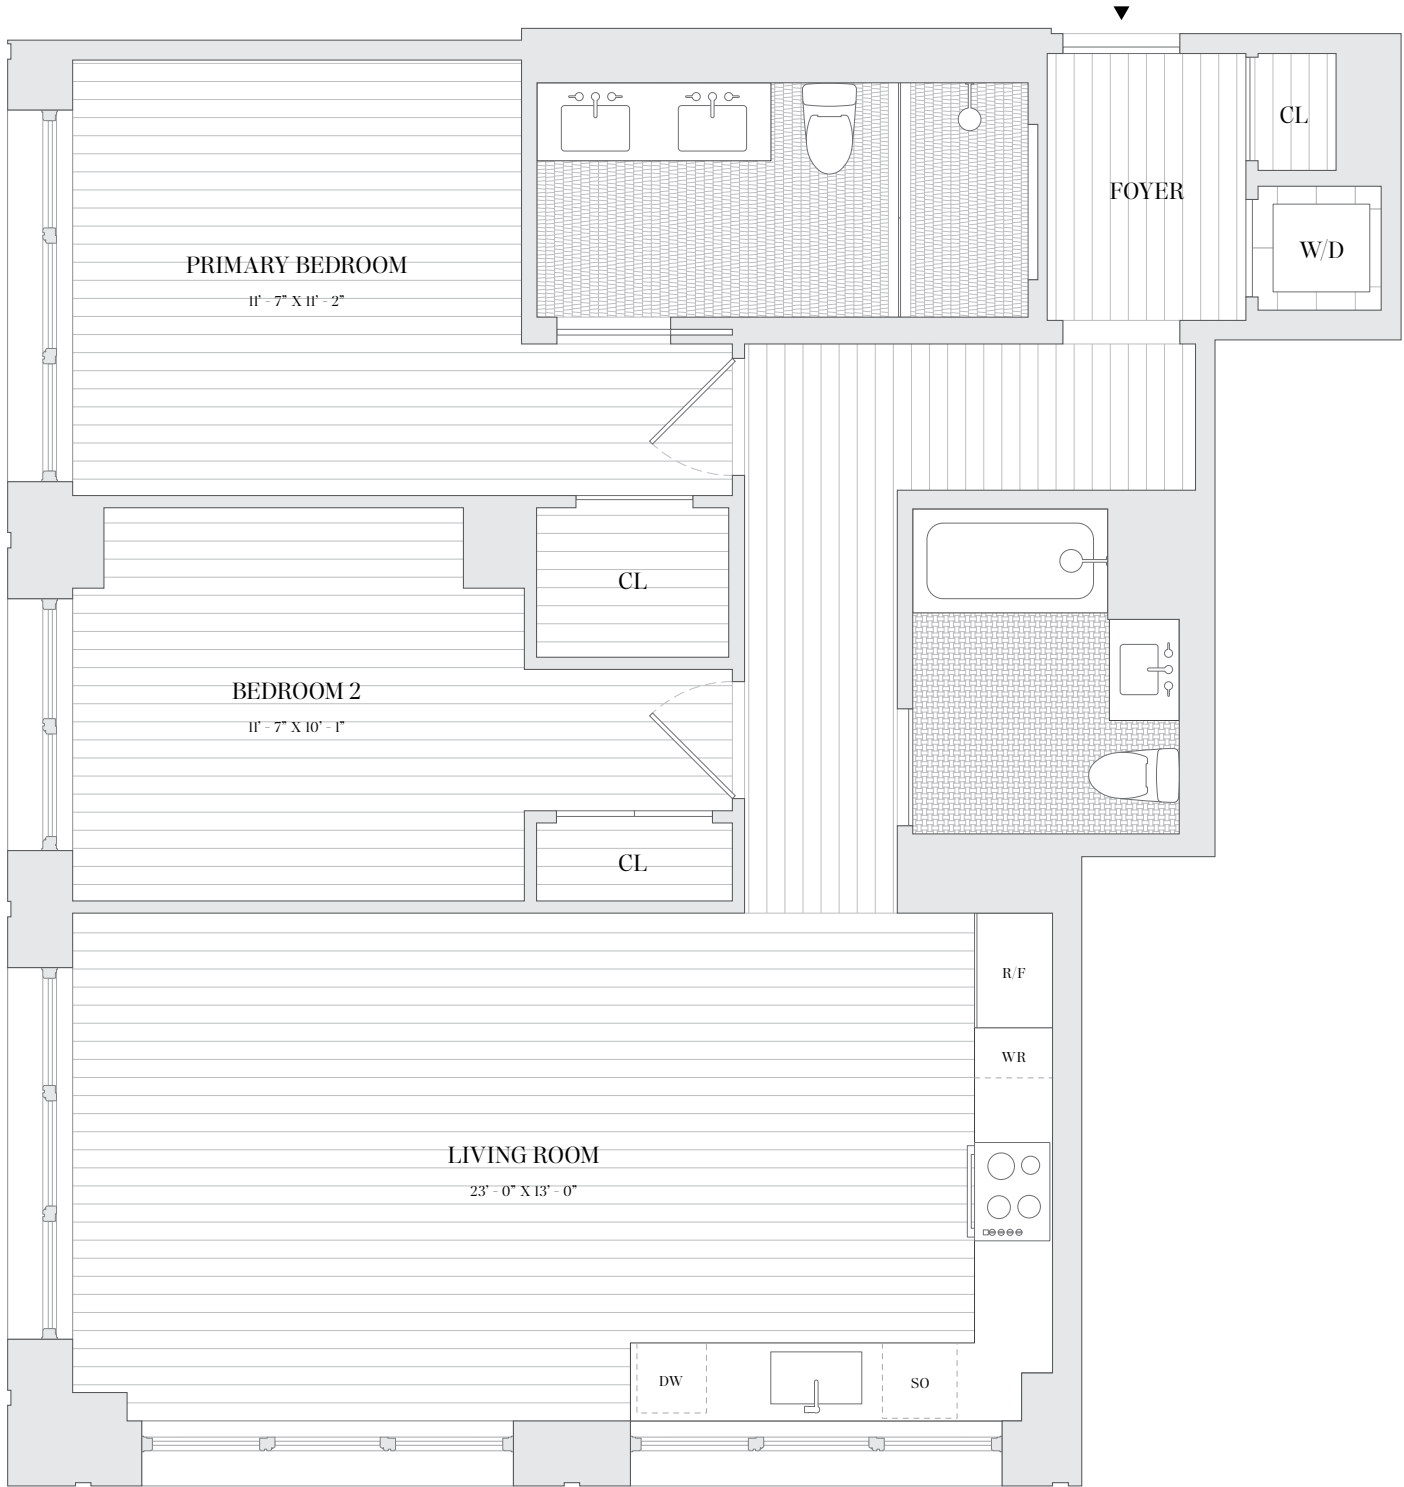 CL
FOYER
W/D
PRIMARY BEDROOM
11' - 7" X 11' - 2"
CL
BEDROOM 2
11' - 7" X 10' - 1"
CL
R/F
WR
LIVING ROOM
23' - 0" X 13' - 0"
DW
SO